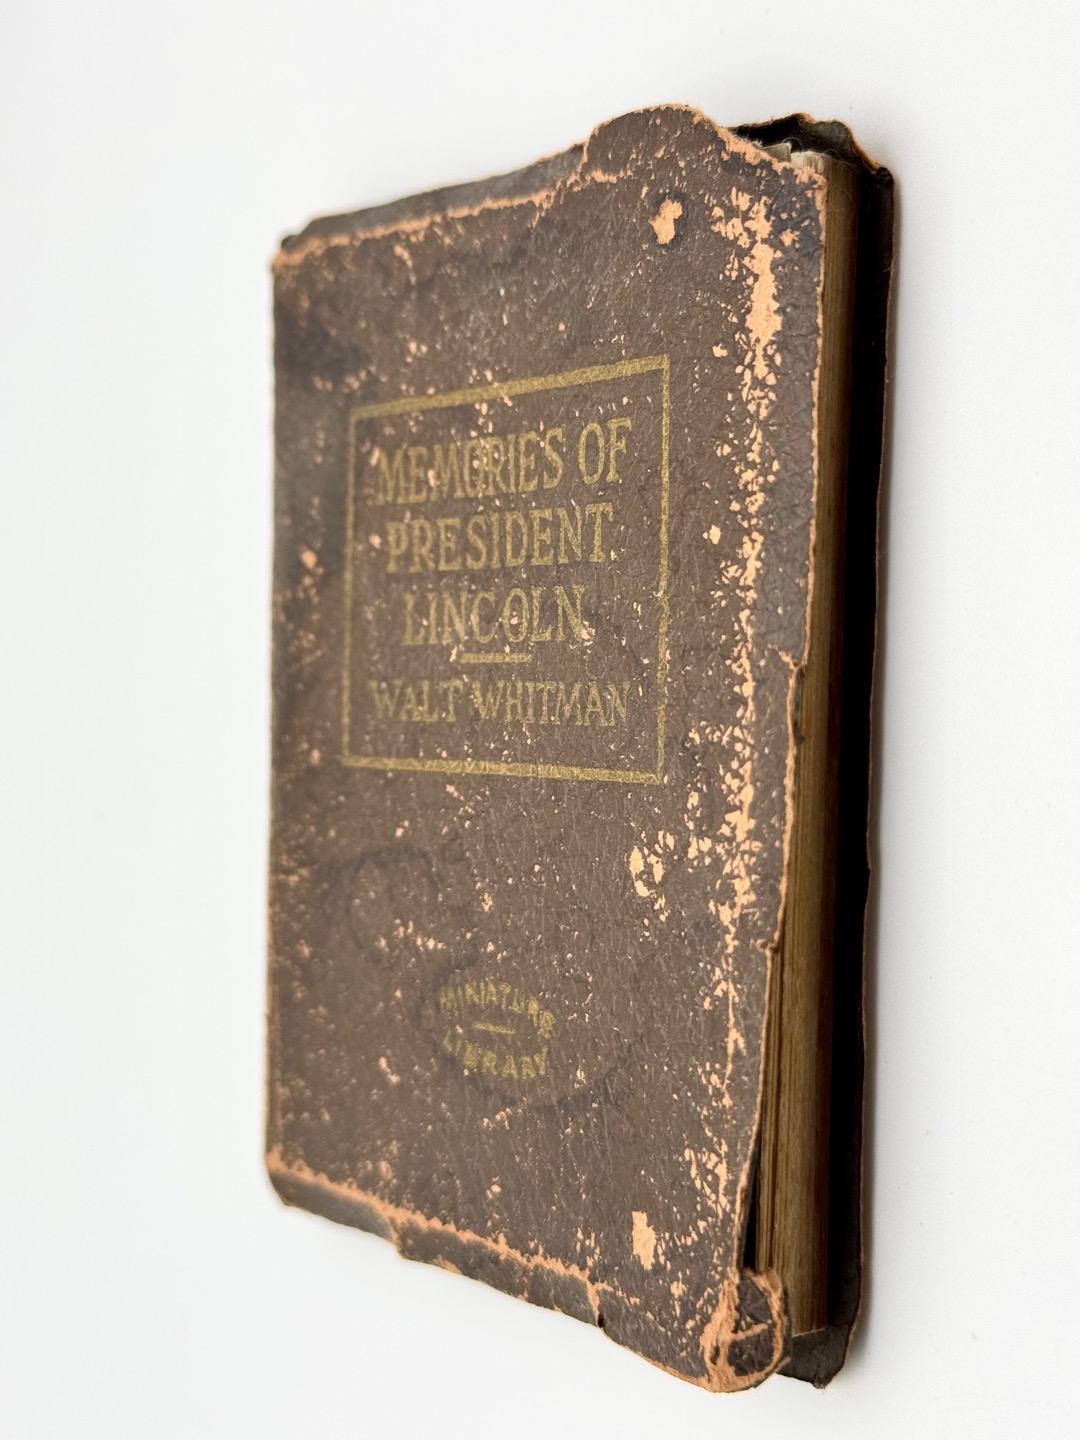 MEMORIES OF
PRESIDENT
LINCOLN
WALT WHITMAN
MINIATURE
LIBRARY